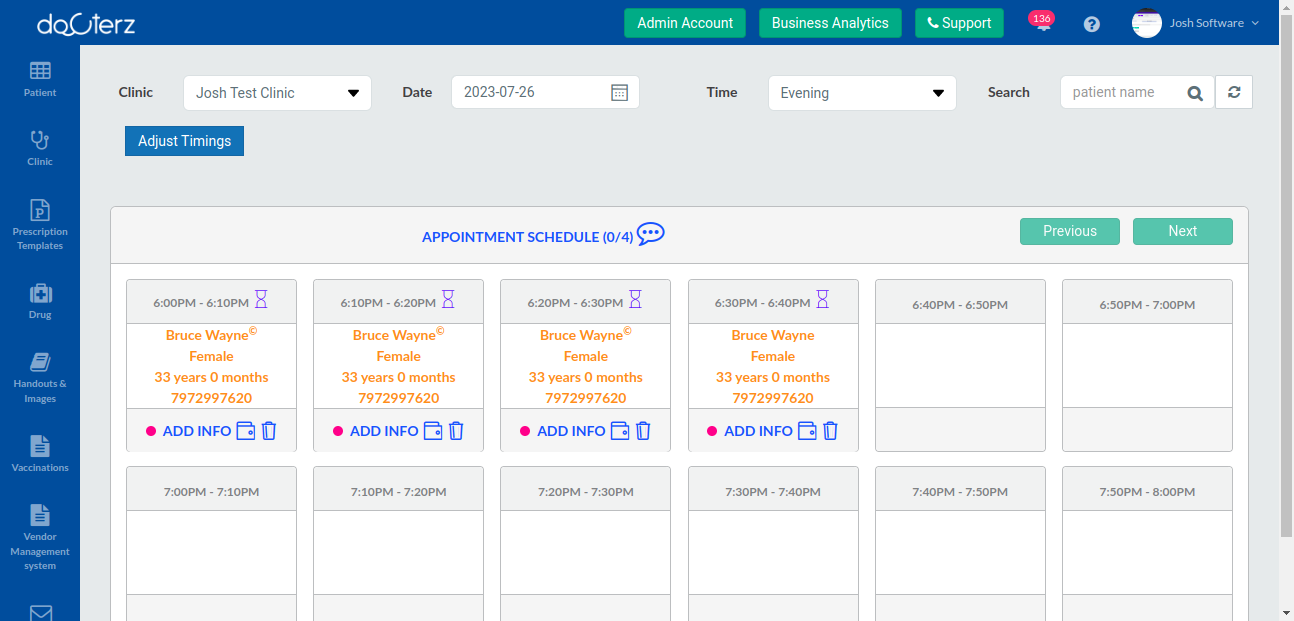 daOcterz
Admin Account
Business Analytics
Support
136
?
Josh Software
Patient
Clinic
Prescription
Templates
Drug
Handouts &
Images
Vaccinations
Vendor
Management
system
Clinic
Josh Test Clinic
Date
2023-07-26
Time
Evening
Search
patient name
Adjust Timings
APPOINTMENT SCHEDULE (0/4)
Previous
Next
6:00PM - 6:10PM
Bruce Wayne©
Female
33 years 0 months
7972997620
ADD INFO
6:10PM - 6:20PM
Bruce Wayne©
Female
33 years 0 months
7972997620
ADD INFO
6:20PM - 6:30PM
Bruce Wayne©
Female
33 years 0 months
7972997620
ADD INFO
6:30PM - 6:40PM
Bruce Wayne
Female
33 years 0 months
7972997620
ADD INFO
6:40PM - 6:50PM
6:50PM - 7:00PM
7:00PM - 7:10PM
7:10PM - 7:20PM
7:20PM - 7:30PM
7:30PM - 7:40PM
7:40PM - 7:50PM
7:50PM - 8:00PM